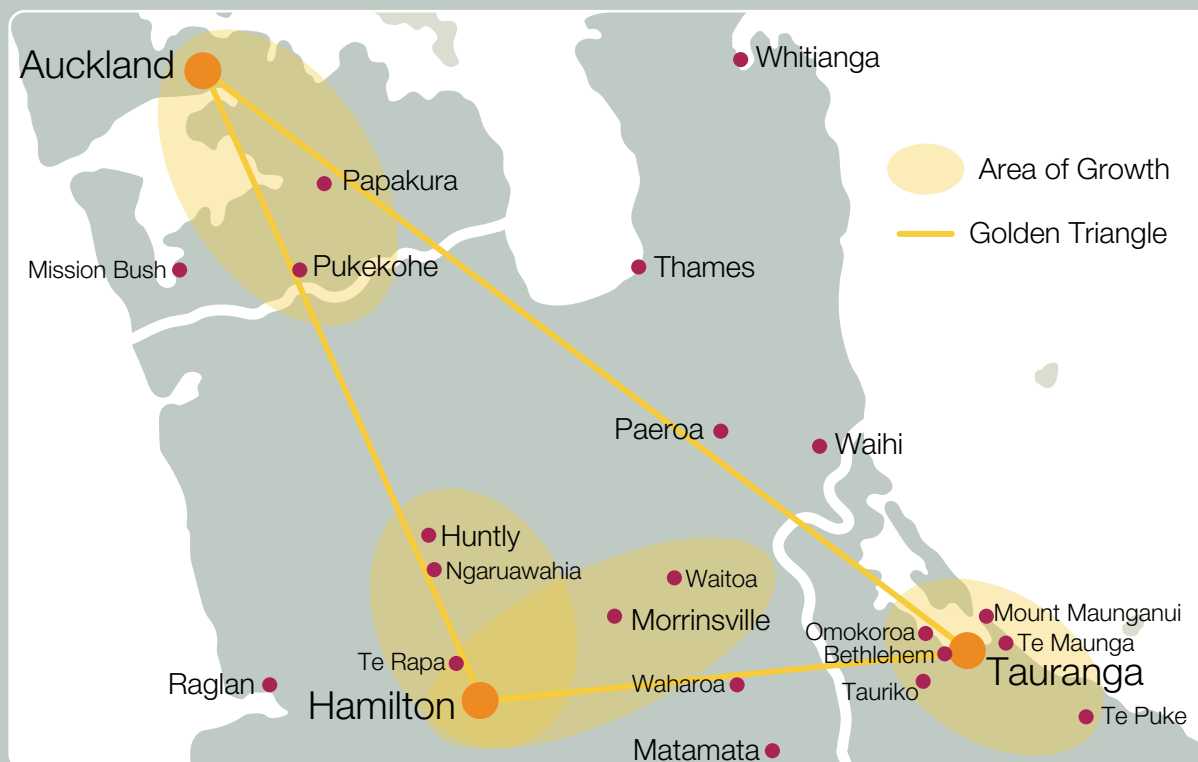 Auckland
Whitianga
Area of Growth
Papakura
Golden Triangle
Mission Bush
Pukekohe
Thames
Paeroa
Waihi
Huntly
Ngaruawahia
Waitoa
Morrinsville
Mount Maunganui
Omokoroa
Te Maunga
Bethlehem
Te Rapa
Tauranga
Raglan
Waharoa
Tauriko
Hamilton
Te Puke
Matamata